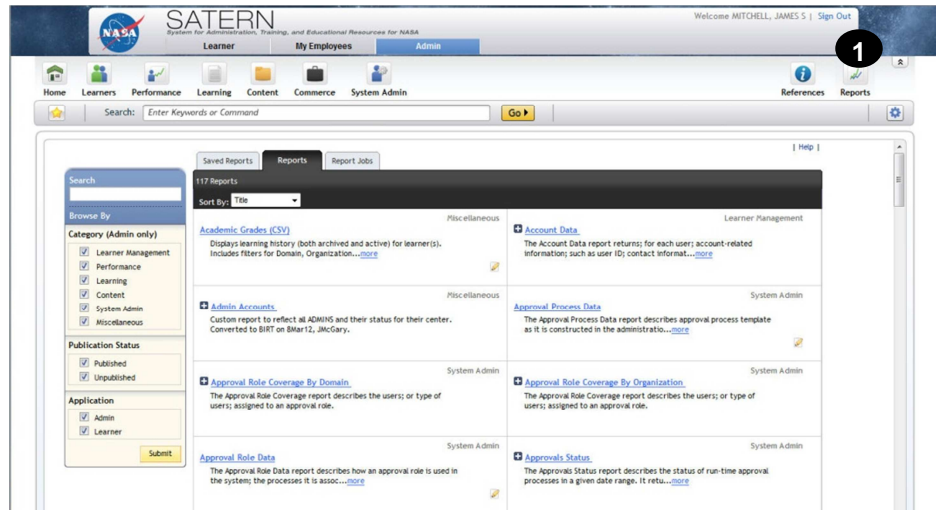 NASA
SATERN
System for Administration, Training, and Educational Resources for NASA
Welcome MITCHELL, JAMES S | Sign Out
Learner My Employees Admin
1
Home Learners Performance Learning Content Commerce System Admin References Reports
Search: Enter Keywords or Command Go
| Help |
Saved Reports Reports Report Jobs
Search
117 Reports
Sort By: Title
Browse By
Category (Admin only)
Learner Management
Performance
Learning
Content
System Admin
Miscellaneous
Publication Status
Published
Unpublished
Application
Admin
Learner
Submit
Miscellaneous
Academic Grades (CSV)
Displays learning history (both archived and active) for learner(s).
Includes filters for Domain, Organization...more
Learner Management
Account Data
The Account Data report returns; for each user; account-related
information; such as user ID; contact informat...more
Miscellaneous
Admin Accounts
Custom report to reflect all ADMINS and their status for their center.
Converted to BIRT on 8Mar12, JMcGary.
System Admin
Approval Process Data
The Approval Process Data report describes approval process template
as it is constructed in the administratio...more
System Admin
Approval Role Coverage By Domain
The Approval Role Coverage report describes the users; or type of
users; assigned to an approval role.
System Admin
Approval Role Coverage By Organization
The Approval Role Coverage report describes the users; or type of
users; assigned to an approval role.
System Admin
Approval Role Data
The Approval Role Data report describes how an approval role is used in
the system; the processes it is assoc...more
System Admin
Approvals Status
The Approvals Status report describes the status of run-time approval
processes in a given date range. It retu...more